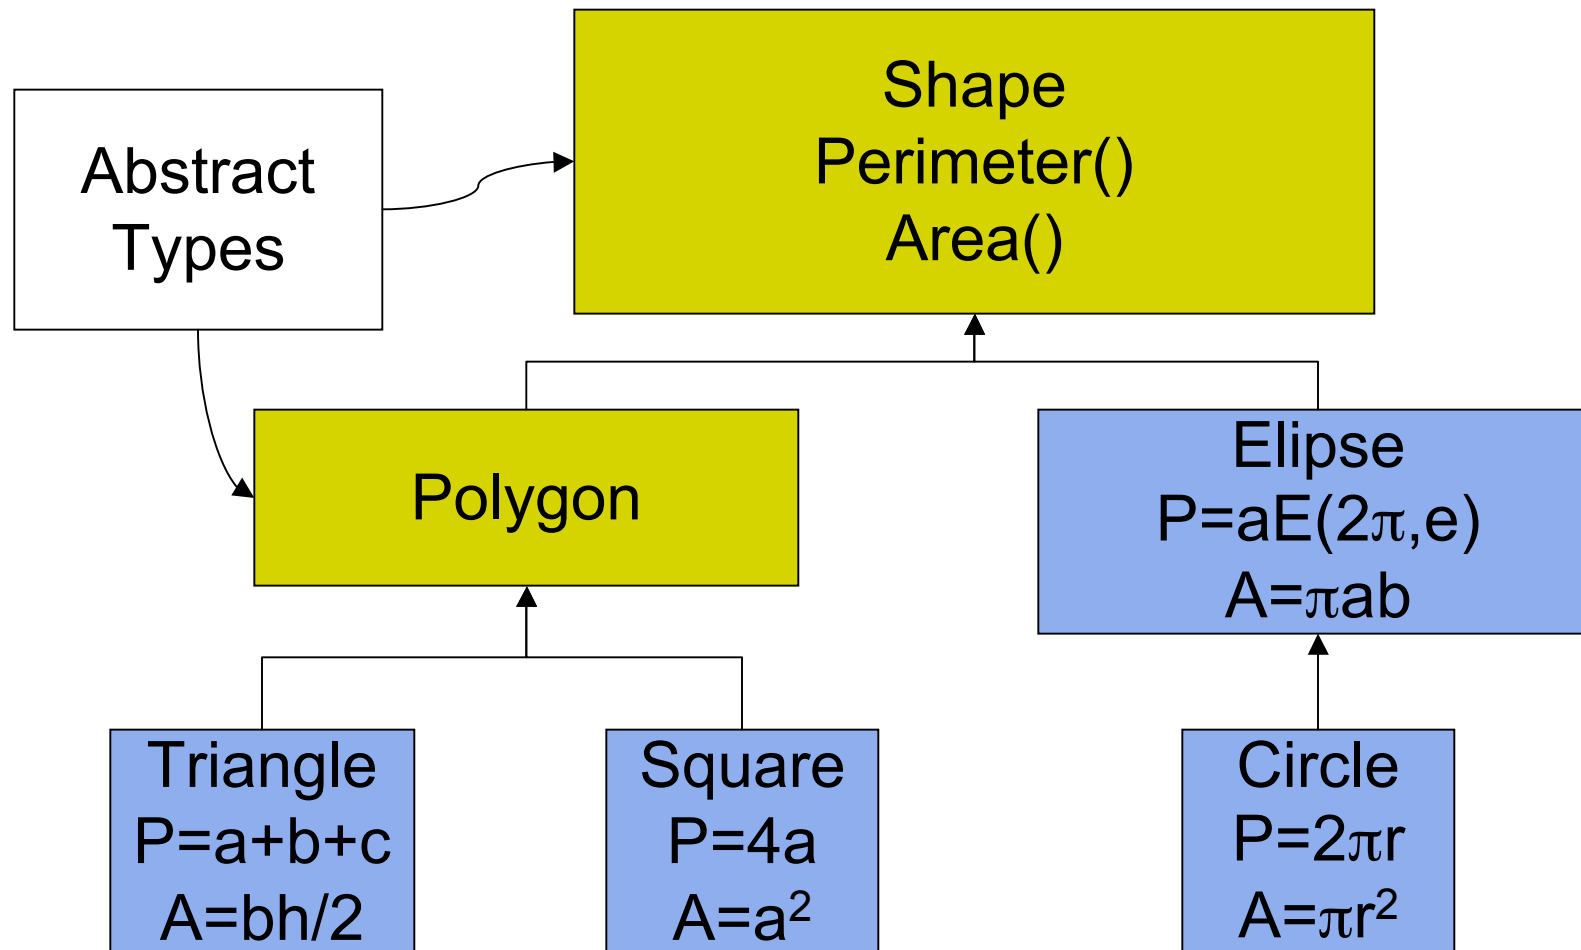 Shape
Perimeter()
Area()
Abstract
Types
Polygon
Elipse
P=aE(2π,e)
A=πab
Triangle
P=a+b+c
A=bh/2
Square
P=4a
A=a²
Circle
P=2πr
A=πr²